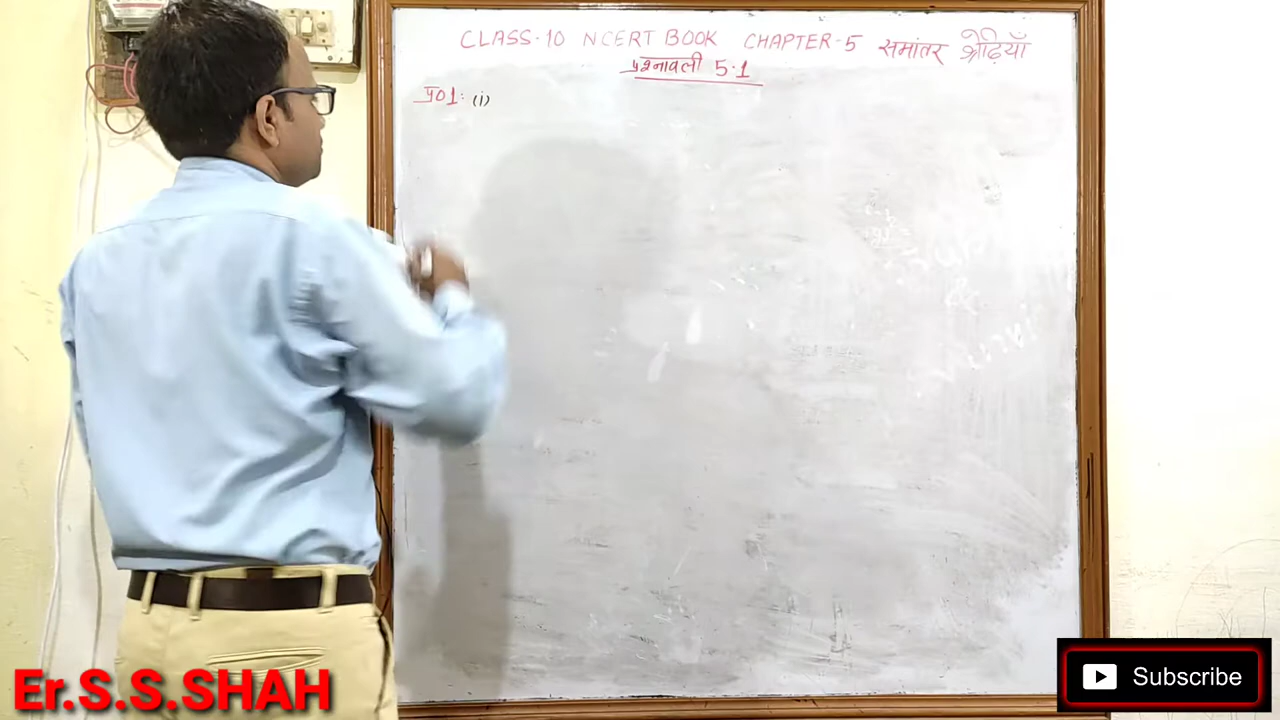 CLASS-10 NCERT BOOK CHAPTER-5 समांतर श्रेढ़ियाँ
प्रश्नावली 5.1
प्र01: (i)
Er.S.S.SHAH
Subscribe